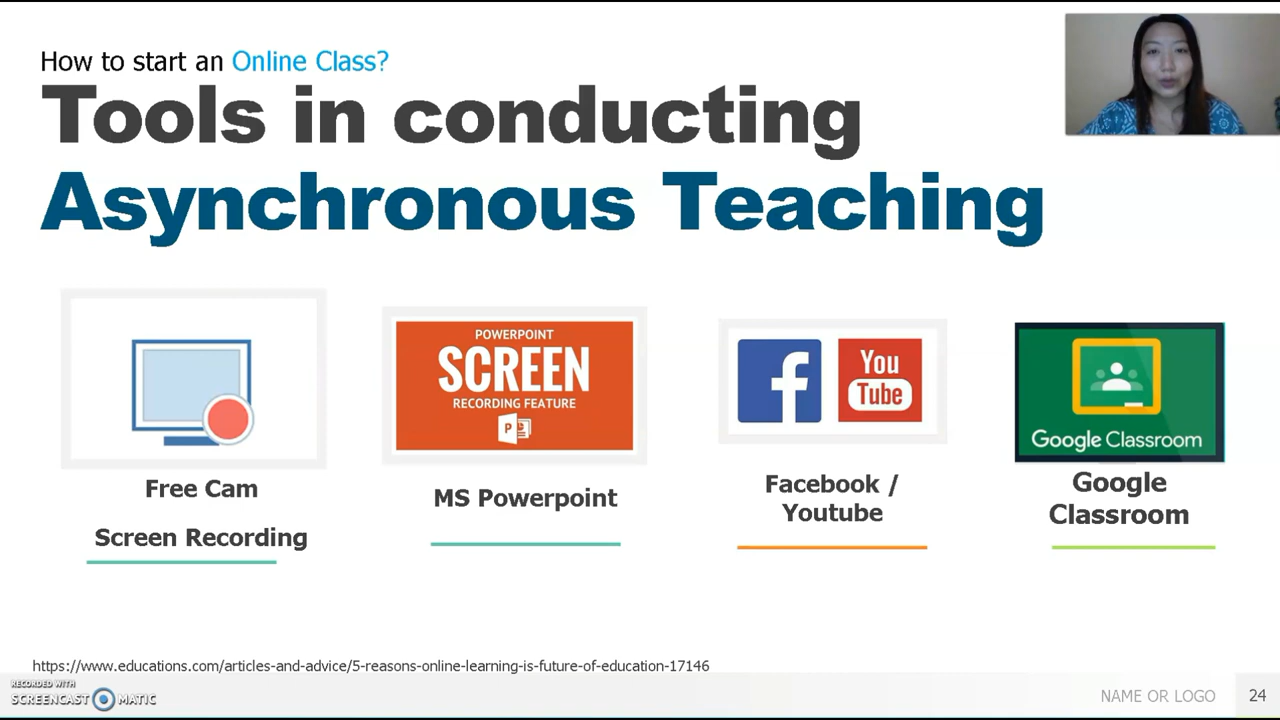 How to start an Online Class?
Tools in conducting
Asynchronous Teaching
POWERPOINT
SCREEN
RECORDING FEATURE
P
f
You
Tube
Google Classroom
Free Cam
Screen Recording
MS Powerpoint
Facebook /
Youtube
Google
Classroom
https://www.educations.com/articles-and-advice/5-reasons-online-learning-is-future-of-education-17146
RECORDED WITH
SCREENCAST MATIC
NAME OR LOGO
24